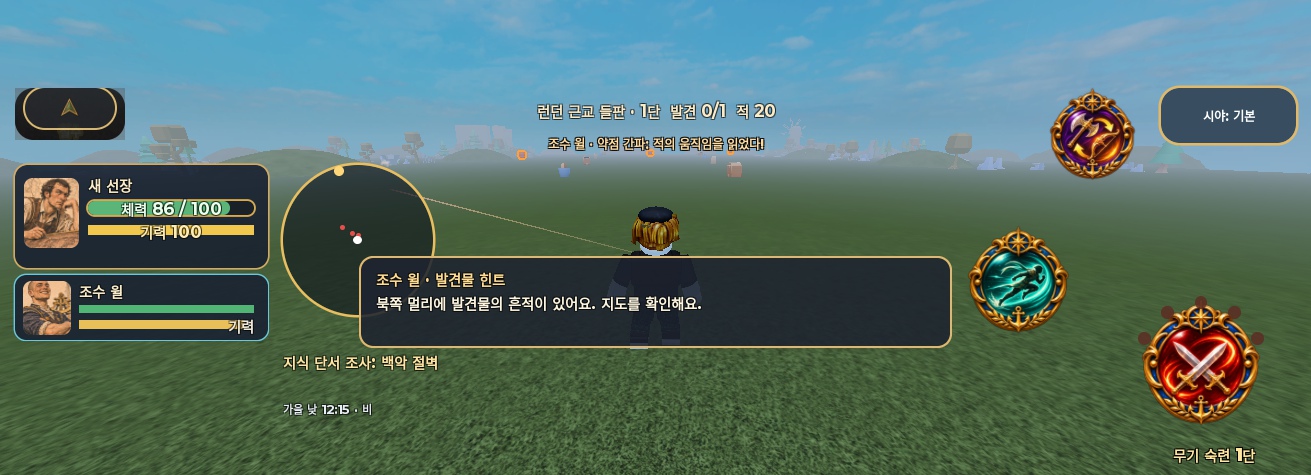 런던 근교 들판 · 1단 발견 0/1 적 20
조수 윌 · 약점 간파: 적의 움직임을 읽었다!
시야: 기본
새 선장
체력 86 / 100
기력 100
조수 윌
기력
조수 윌 · 발견물 힌트
북쪽 멀리에 발견물의 흔적이 있어요. 지도를 확인해요.
지식 단서 조사: 백악 절벽
가을 낮 12:15 · 비
무기 숙련 1단